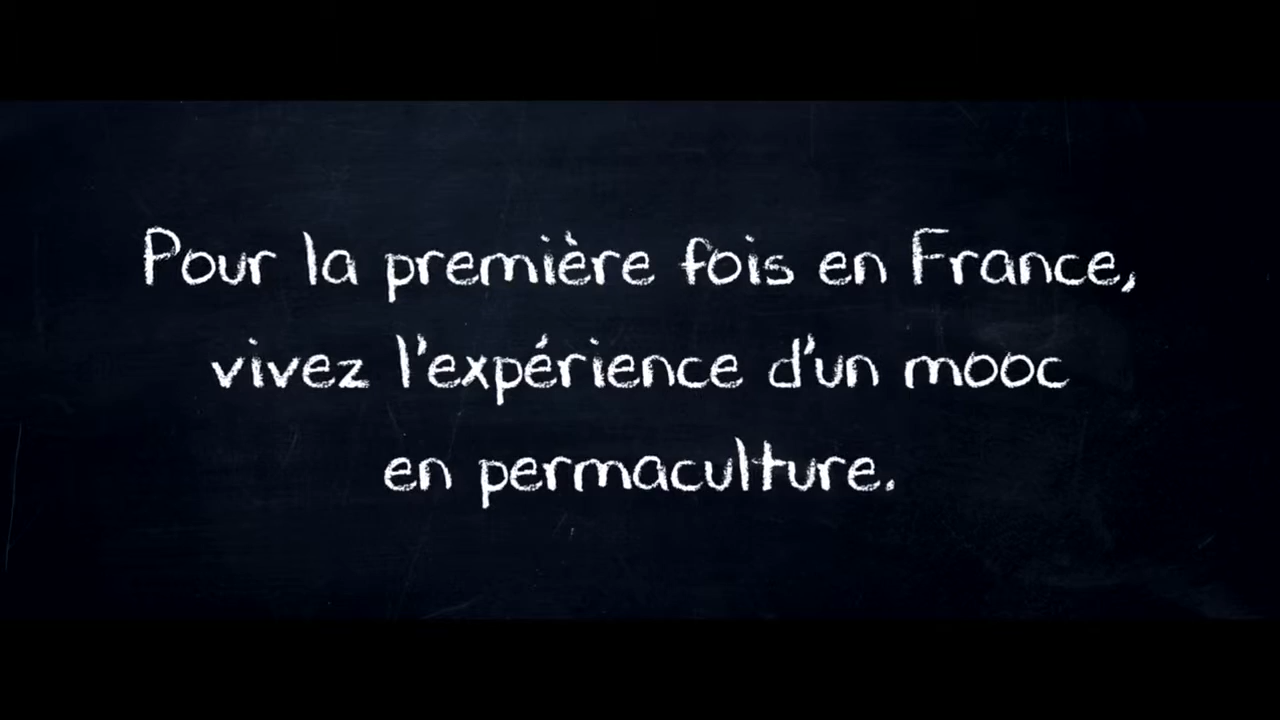 Pour la première fois en France,
vivez l'expérience d'un mooc
en permaculture.